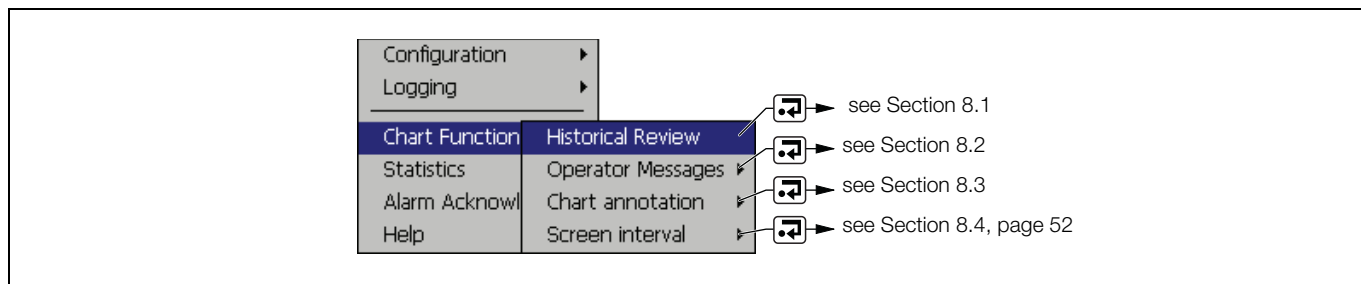 Configuration
Logging
Chart Function
Statistics
Alarm Acknowl
Help
Historical Review
Operator Messages
Chart annotation
Screen interval
see Section 8.1
see Section 8.2
see Section 8.3
see Section 8.4, page 52